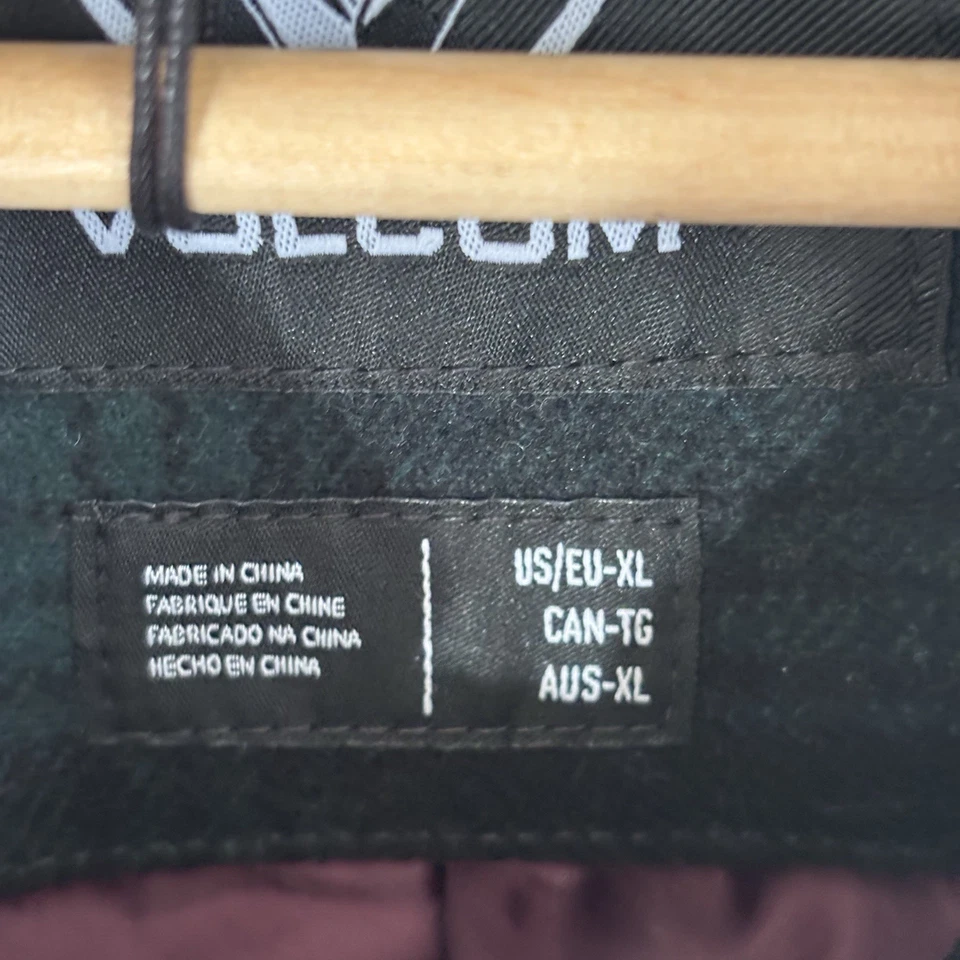 VOLCOM
MADE IN CHINA
FABRIQUE EN CHINE
FABRICADO NA CHINA
HECHO EN CHINA
US/EU-XL
CAN-TG
AUS-XL